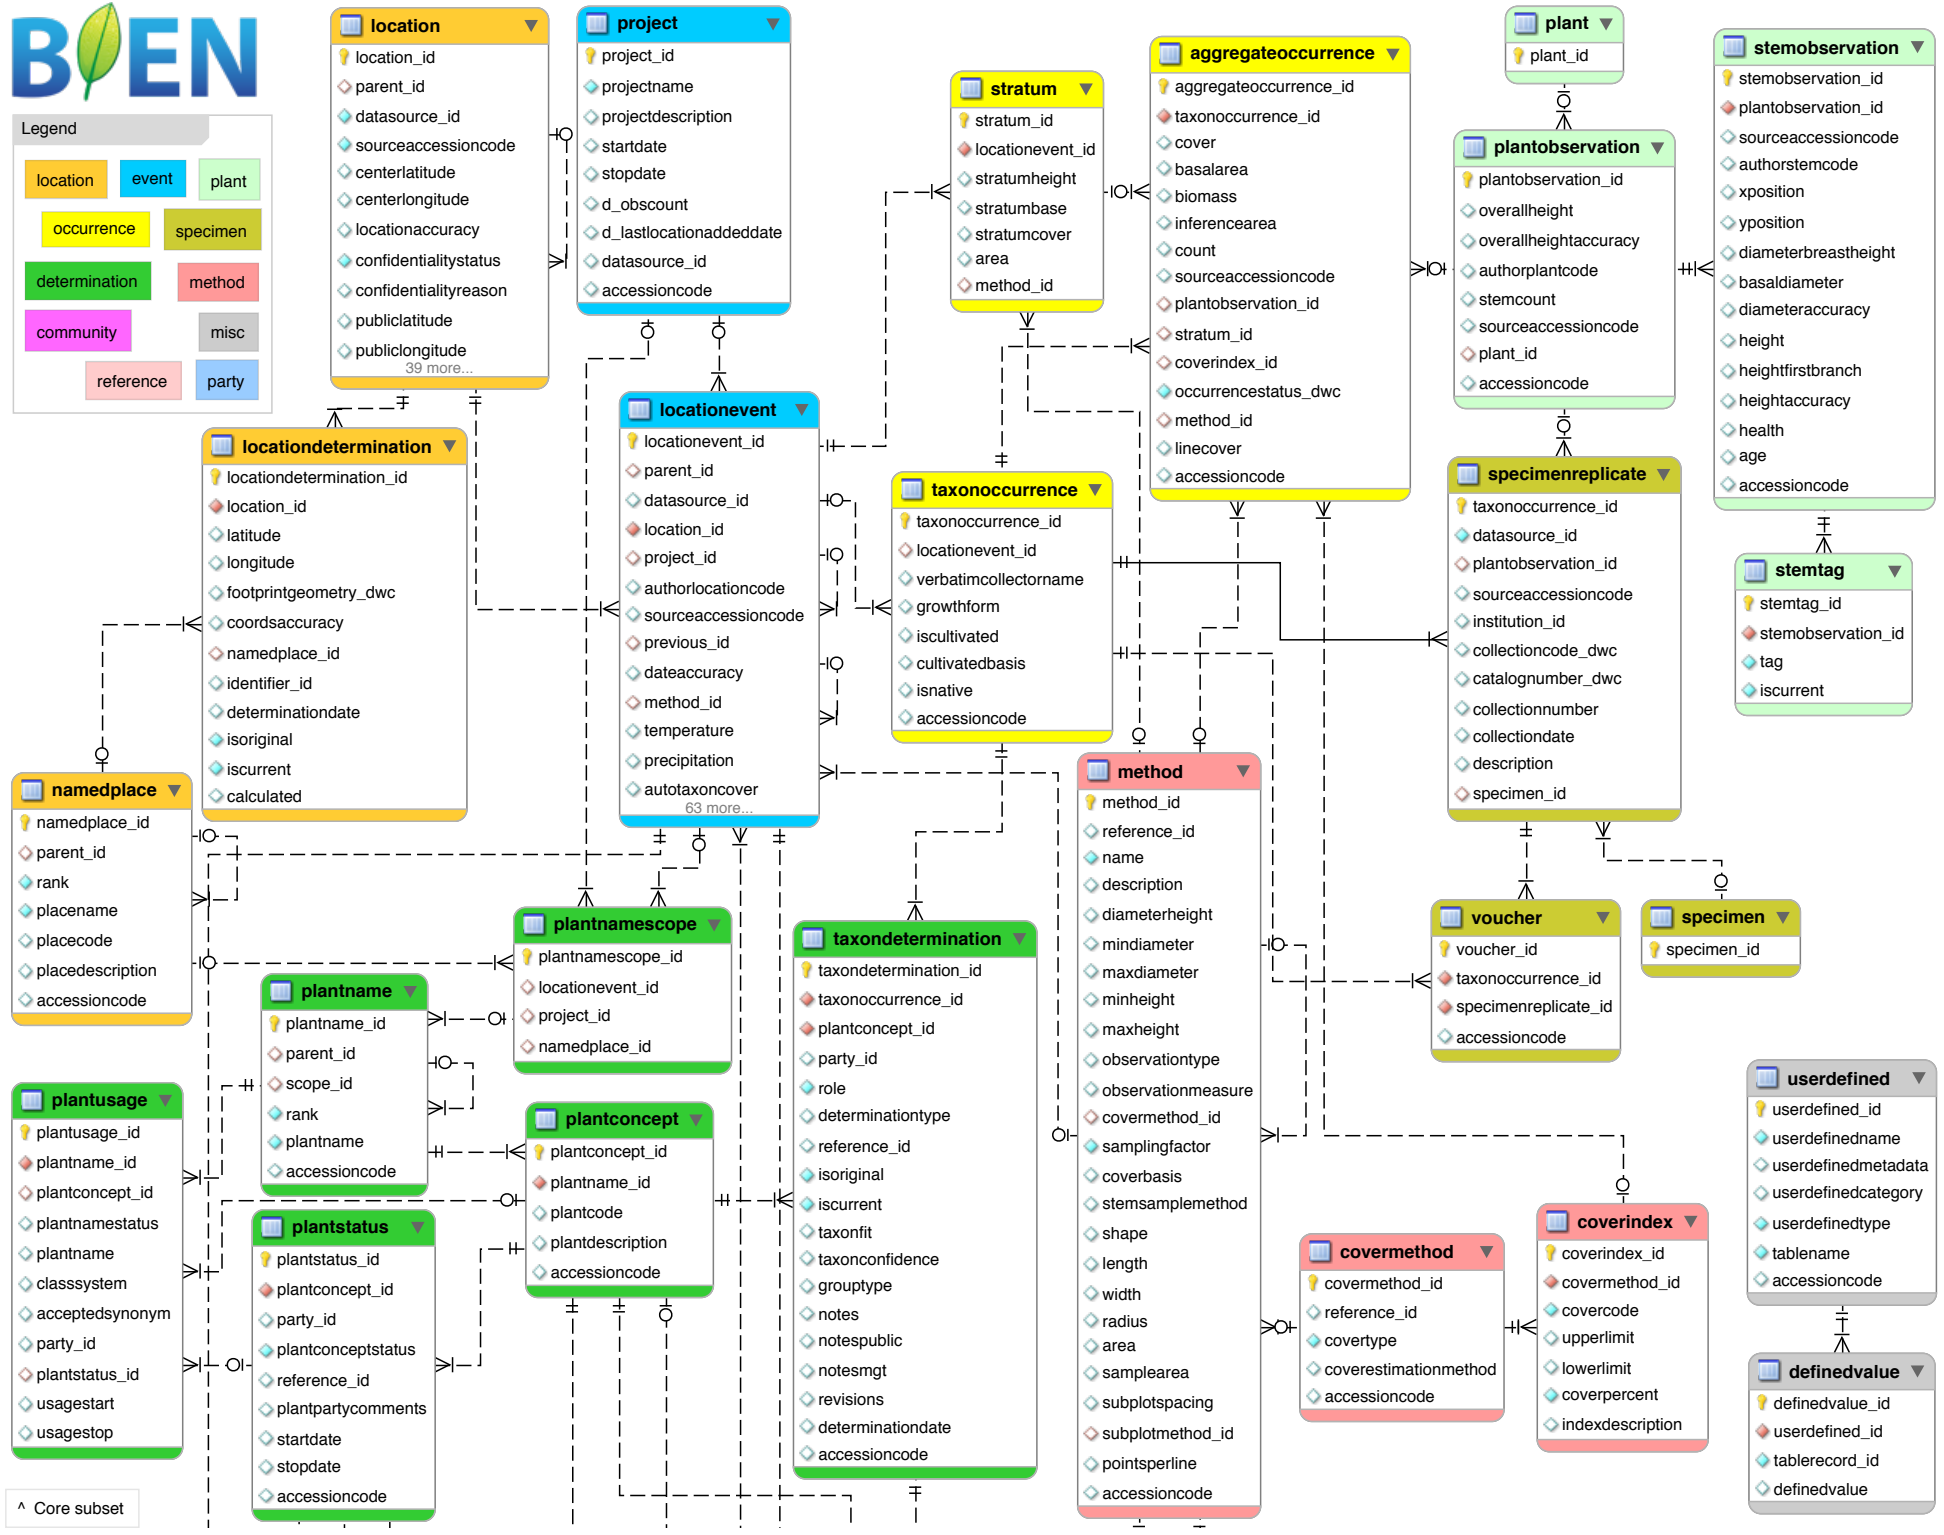 BIEN
Legend
location
event
plant
occurrence
specimen
determination
method
community
misc
reference
party
location
location_id
parent_id
datasource_id
sourceaccessioncode
centerlatitude
centerlongitude
locationaccuracy
confidentialitystatus
confidentialityreason
publiclatitude
publiclongitude
39 more...
project
project_id
projectname
projectdescription
startdate
stopdate
d_obscount
d_lastlocationaddeddate
datasource_id
accessioncode
stratum
stratum_id
locationevent_id
stratumheight
stratumbase
stratumcover
area
method_id
aggregateoccurrence
aggregateoccurrence_id
taxonoccurrence_id
cover
basalarea
biomass
inferencearea
count
sourceaccessioncode
plantobservation_id
stratum_id
coverindex_id
occurrencestatus_dwc
method_id
linecover
accessioncode
plant
plant_id
plantobservation
plantobservation_id
overallheight
overallheightaccuracy
authorplantcode
stemcount
sourceaccessioncode
plant_id
accessioncode
stemobservation
stemobservation_id
plantobservation_id
sourceaccessioncode
authorstemcode
xposition
yposition
diameterbreastheight
basaldiameter
diameteraccuracy
height
heightfirstbranch
heightaccuracy
health
age
accessioncode
locationdetermination
locationdetermination_id
location_id
latitude
longitude
footprintgeometry_dwc
coordsaccuracy
namedplace_id
identifier_id
determinationdate
isoriginal
iscurrent
calculated
locationevent
locationevent_id
parent_id
datasource_id
location_id
project_id
authorlocationcode
sourceaccessioncode
previous_id
dateaccuracy
method_id
temperature
precipitation
autotaxoncover
63 more...
taxonoccurrence
taxonoccurrence_id
locationevent_id
verbatimcollectorname
growthform
iscultivated
cultivatedbasis
isnative
accessioncode
specimenreplicate
taxonoccurrence_id
datasource_id
plantobservation_id
sourceaccessioncode
institution_id
collectioncode_dwc
catalognumber_dwc
collectionnumber
collectiondate
description
specimen_id
stemtag
stemtag_id
stemobservation_id
tag
iscurrent
namedplace
namedplace_id
parent_id
rank
placename
placecode
placedescription
accessioncode
method
method_id
reference_id
name
description
diameterheight
mindiameter
maxdiameter
minheight
maxheight
observationtype
observationmeasure
covermethod_id
samplingfactor
coverbasis
stemsamplemethod
shape
length
width
radius
area
samplearea
subplotspacing
subplotmethod_id
pointsperline
accessioncode
voucher
voucher_id
taxonoccurrence_id
specimenreplicate_id
accessioncode
specimen
specimen_id
plantnamescope
plantnamescope_id
locationevent_id
project_id
namedplace_id
taxondetermination
taxondetermination_id
taxonoccurrence_id
plantconcept_id
party_id
role
determinationtype
reference_id
isoriginal
iscurrent
taxonfit
taxonconfidence
grouptype
notes
notespublic
notesmgt
revisions
determinationdate
accessioncode
plantname
plantname_id
parent_id
scope_id
rank
plantname
accessioncode
plantusage
plantusage_id
plantname_id
plantconcept_id
plantnamestatus
plantname
classsystem
acceptedsynonym
party_id
plantstatus_id
usagestart
usagestop
plantconcept
plantconcept_id
plantname_id
plantcode
plantdescription
accessioncode
plantstatus
plantstatus_id
plantconcept_id
party_id
plantconceptstatus
reference_id
plantpartycomments
startdate
stopdate
accessioncode
covermethod
covermethod_id
reference_id
covertype
coverestimationmethod
accessioncode
coverindex
coverindex_id
covermethod_id
covercode
upperlimit
lowerlimit
coverpercent
indexdescription
userdefined
userdefined_id
userdefinedname
userdefinedmetadata
userdefinedcategory
userdefinedtype
tablename
accessioncode
definedvalue
definedvalue_id
userdefined_id
tablerecord_id
definedvalue
^ Core subset